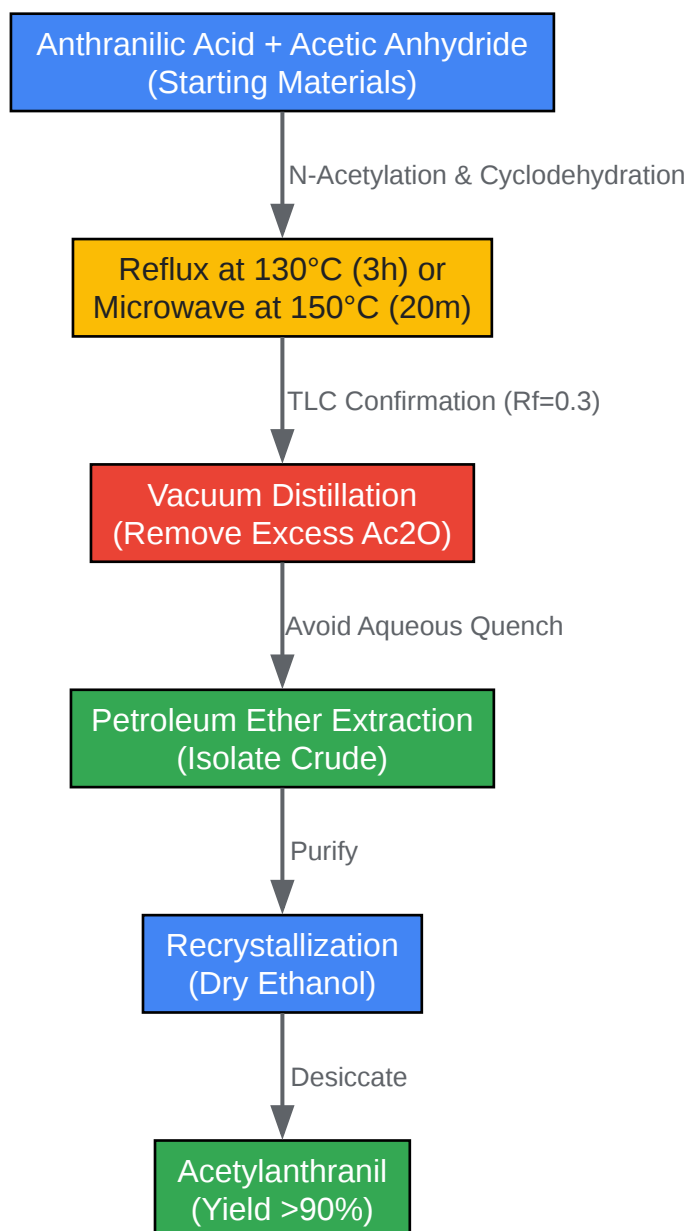 Anthranilic Acid + Acetic Anhydride
(Starting Materials)
N-Acetylation & Cyclodehydration
Reflux at 130°C (3h) or
Microwave at 150°C (20m)
TLC Confirmation (Rf=0.3)
Vacuum Distillation
(Remove Excess Ac2O)
Avoid Aqueous Quench
Petroleum Ether Extraction
(Isolate Crude)
Purify
Recrystallization
(Dry Ethanol)
Desiccate
Acetylanthranil
(Yield >90%)